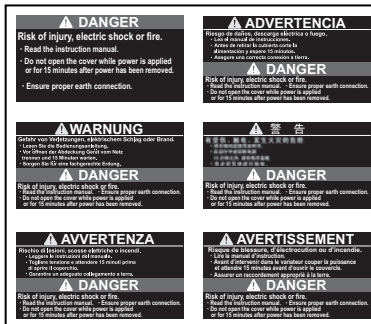 DANGER
Risk of injury, electric shock or fire.
· Read the instruction manual.
· Do not open the cover while power is applied
or for 15 minutes after power has been removed.
· Ensure proper earth connection.
ADVERTENCIA
Riesgo de daños, descarga eléctrica o fuego.
· Lea el manual de instrucciones.
· Antes de retirar la cubierta corte la
alimentación y espere 15 minutos.
· Asegure una correcta conexión a tierra.
DANGER
Risk of injury, electric shock or fire.
· Read the instruction manual. · Ensure proper earth connection.
· Do not open the cover while power is applied
or for 15 minutes after power has been removed.
WARNUNG
Gefahr von Verletzungen, elektrischem Schlag oder Brand.
· Lesen Sie die Bedienungsanleitung.
· Vor Öffnen der Abdeckung Gerät vom Netz
trennen und 15 Minuten warten.
· Sorgen Sie für eine fachgerechte Erdung.
DANGER
Risk of injury, electric shock or fire.
· Read the instruction manual. · Ensure proper earth connection.
· Do not open the cover while power is applied
or for 15 minutes after power has been removed.
警 告
DANGER
Risk of injury, electric shock or fire.
· Read the instruction manual. · Ensure proper earth connection.
· Do not open the cover while power is applied
or for 15 minutes after power has been removed.
AVVERTENZA
Rischio di lesioni, scosse elettriche o incendi
· Leggere le instruzioni del manuale.
· Togliere tensione e attendere 15 minuti prima
di aprire il coperchio.
· Garantire un adeguato collegamento a terra.
DANGER
Risk of injury, electric shock or fire.
· Read the instruction manual. · Ensure proper earth connection.
· Do not open the cover while power is applied
or for 15 minutes after power has been removed.
AVERTISSEMENT
Risque de blessure, d'électrocution ou d'incendie.
· Lire le manuel d'instruction.
· Avant d'intervenir dans le variateur couper la puissance
et attendre 15 minutes avant d'ouvrir le couvercle.
· Assurer un raccordement approprié à la terre.
DANGER
Risk of injury, electric shock or fire.
· Read the instruction manual. · Ensure proper earth connection.
· Do not open the cover while power is applied
or for 15 minutes after power has been removed.